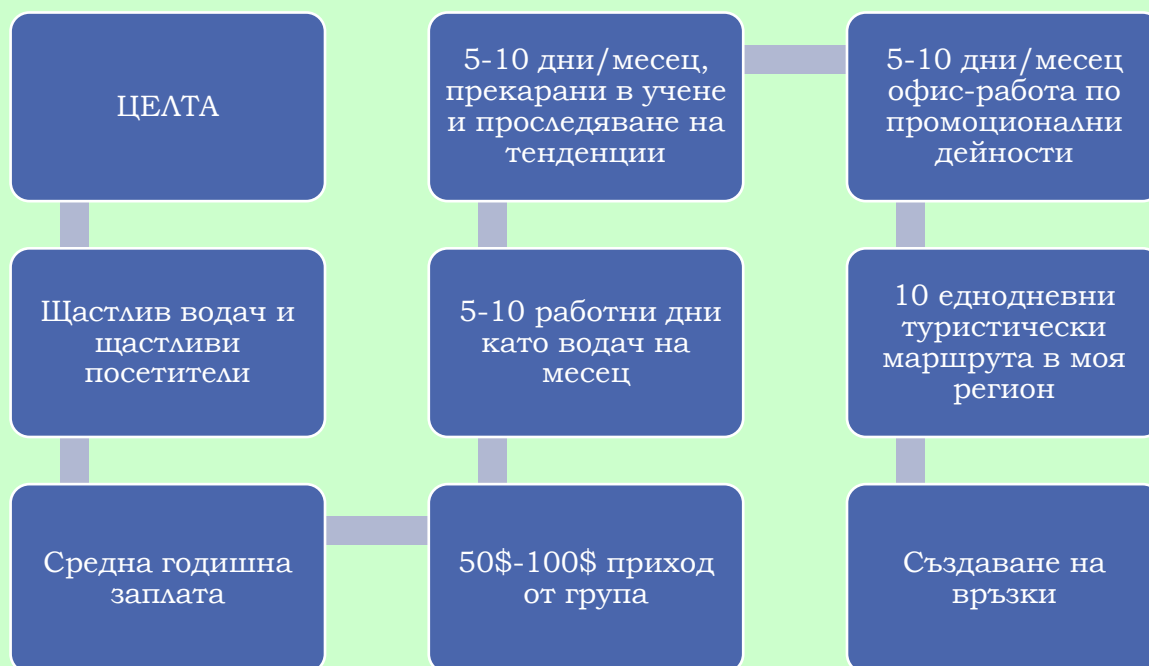 ЦЕЛТА
Щастлив водач и
щастливи
посетители
Средна годишна
заплата
50$-100$ приход
от група
5-10 работни дни
като водач на
месец
5-10 дни/месец,
прекарани в учене
и проследяване на
тенденции
5-10 дни/месец
офис-работа по
промоционални
дейности
10 еднодневни
туристически
маршрута в моя
регион
Създаване на
връзки